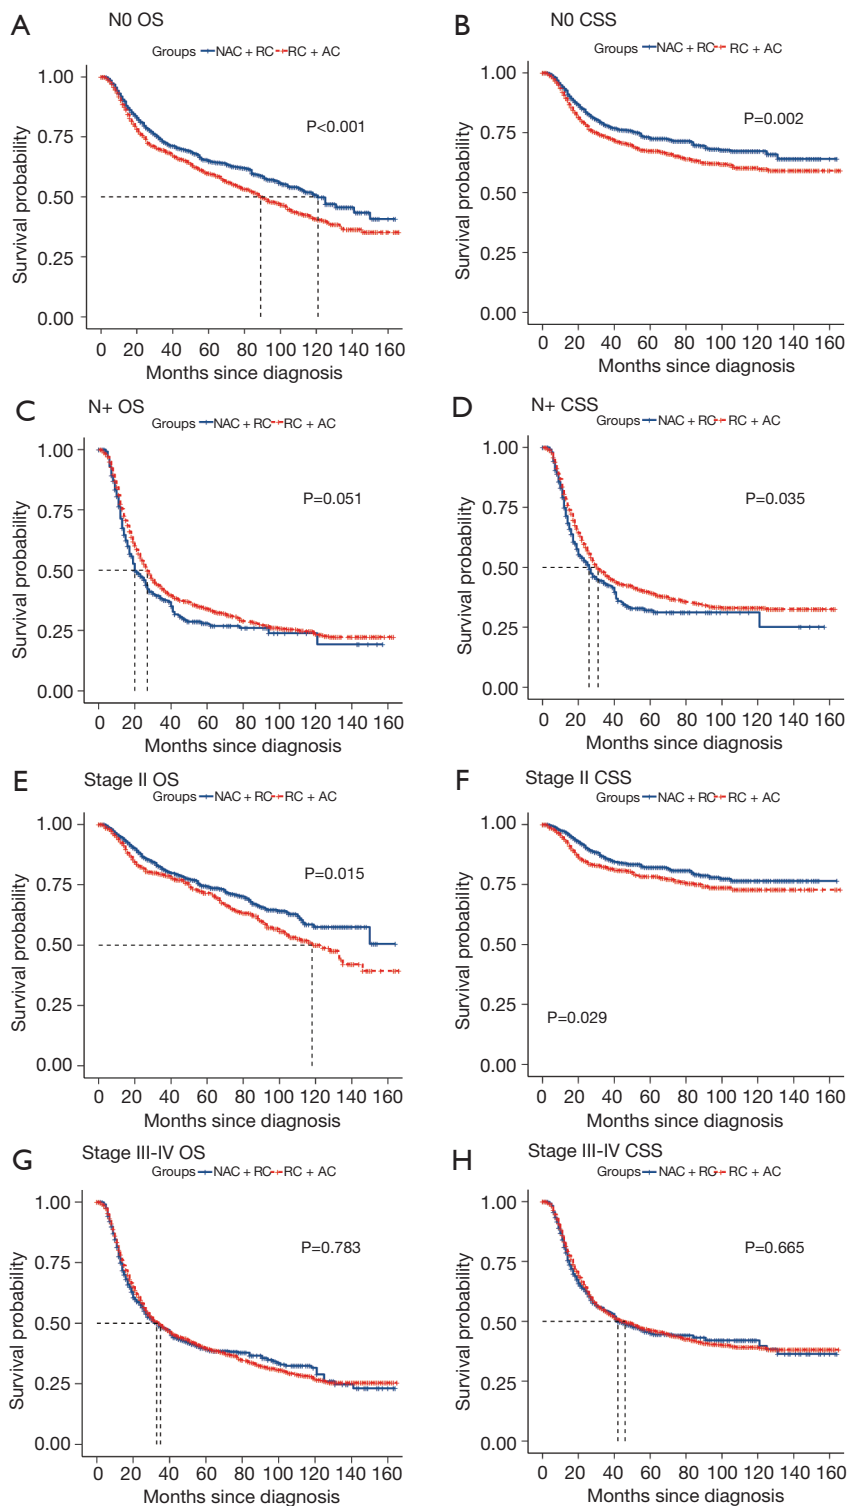 A
N0 OS
Groups NAC + RC RC + AC
Survival probability
1.00
0.75
0.50
0.25
0.00
P<0.001
0 20 40 60 80 100 120 140 160
Months since diagnosis
B
N0 CSS
Groups NAC + RC RC + AC
Survival probability
1.00
0.75
0.50
0.25
0.00
P=0.002
0 20 40 60 80 100 120 140 160
Months since diagnosis
C
N+ OS
Groups NAC + RC RC + AC
Survival probability
1.00
0.75
0.50
0.25
0.00
P=0.051
0 20 40 60 80 100 120 140 160
Months since diagnosis
D
N+ CSS
Groups NAC + RC RC + AC
Survival probability
1.00
0.75
0.50
0.25
0.00
P=0.035
0 20 40 60 80 100 120 140 160
Months since diagnosis
E
Stage II OS
Groups NAC + RC RC + AC
Survival probability
1.00
0.75
0.50
0.25
0.00
P=0.015
0 20 40 60 80 100 120 140 160
Months since diagnosis
F
Stage II CSS
Groups NAC + RC RC + AC
Survival probability
1.00
0.75
0.50
0.25
0.00
P=0.029
0 20 40 60 80 100 120 140 160
Months since diagnosis
G
Stage III-IV OS
Groups NAC + RC RC + AC
Survival probability
1.00
0.75
0.50
0.25
0.00
P=0.783
0 20 40 60 80 100 120 140 160
Months since diagnosis
H
Stage III-IV CSS
Groups NAC + RC RC + AC
Survival probability
1.00
0.75
0.50
0.25
0.00
P=0.665
0 20 40 60 80 100 120 140 160
Months since diagnosis